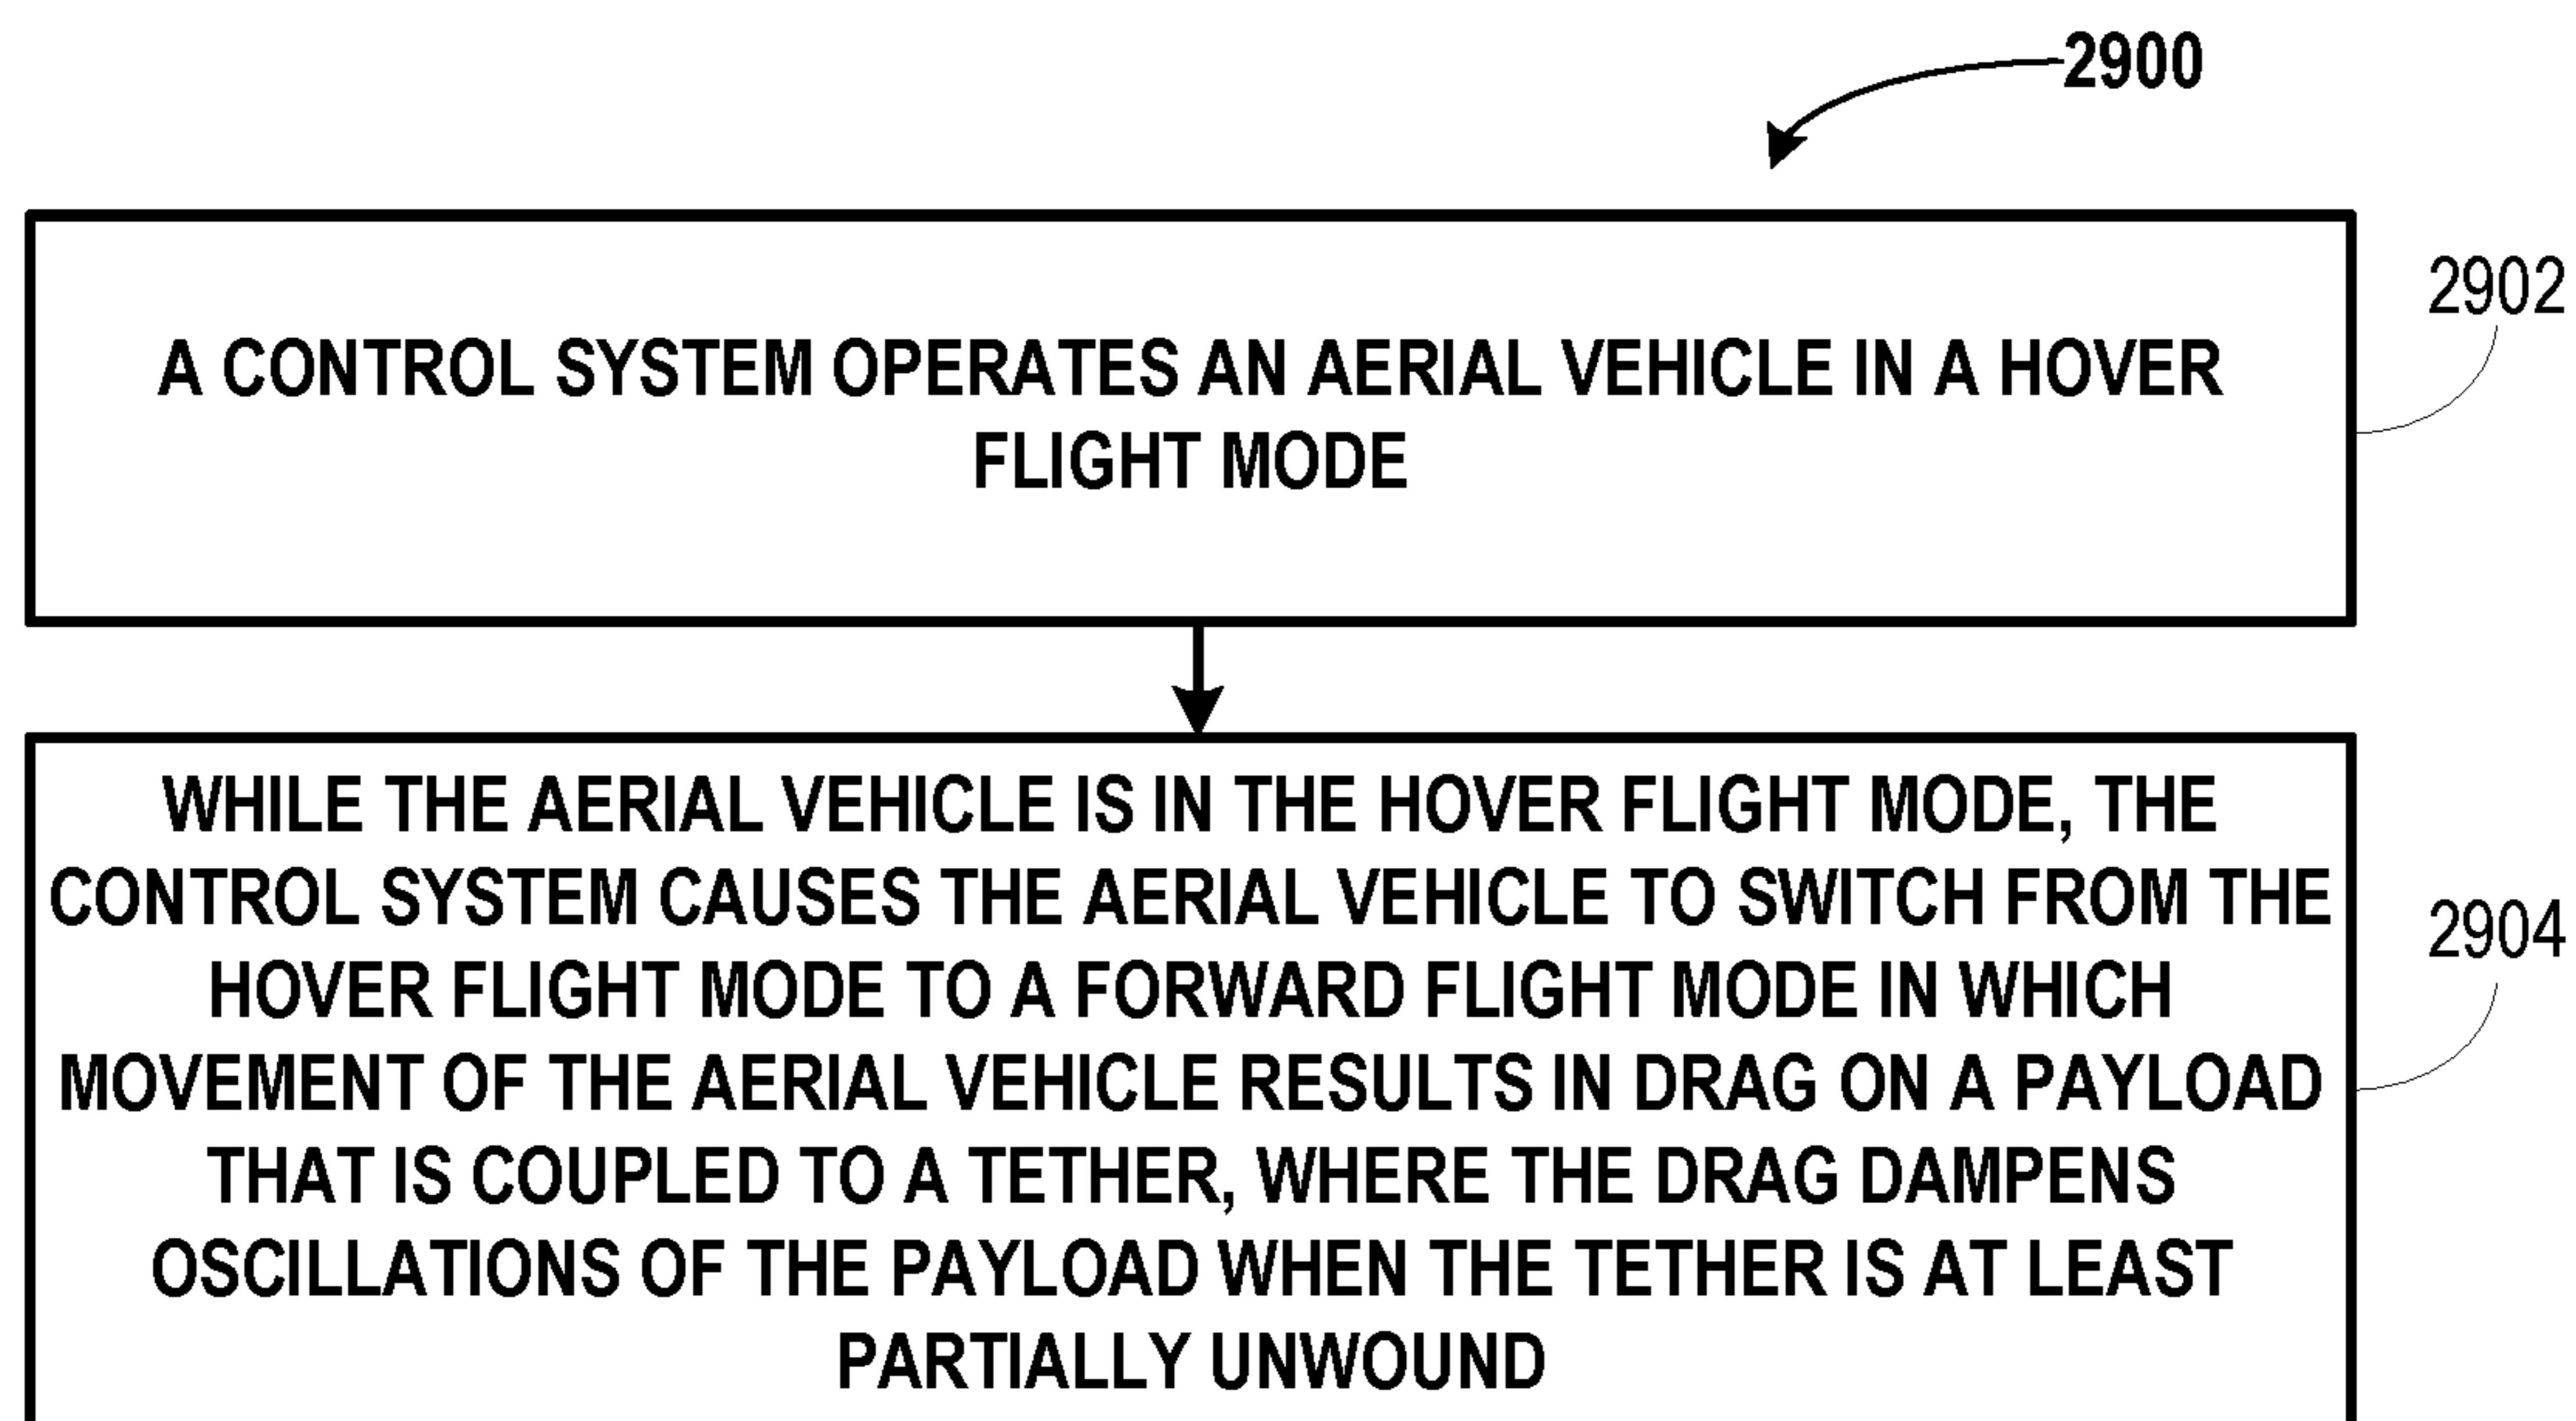 2900
A CONTROL SYSTEM OPERATES AN AERIAL VEHICLE IN A HOVER
FLIGHT MODE
2902
WHILE THE AERIAL VEHICLE IS IN THE HOVER FLIGHT MODE, THE
CONTROL SYSTEM CAUSES THE AERIAL VEHICLE TO SWITCH FROM THE
HOVER FLIGHT MODE TO A FORWARD FLIGHT MODE IN WHICH
MOVEMENT OF THE AERIAL VEHICLE RESULTS IN DRAG ON A PAYLOAD
THAT IS COUPLED TO A TETHER, WHERE THE DRAG DAMPENS
OSCILLATIONS OF THE PAYLOAD WHEN THE TETHER IS AT LEAST
PARTIALLY UNWOUND
2904